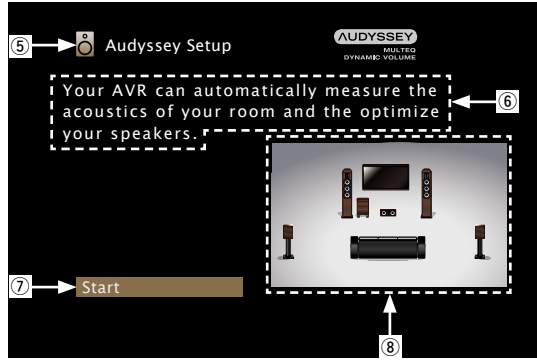 ⑤ Audyssey Setup
AUDYSSEY
MULTEQ
DYNAMIC VOLUME
Your AVR can automatically measure the
acoustics of your room and the optimize
your speakers.
⑥
⑦ Start
⑧